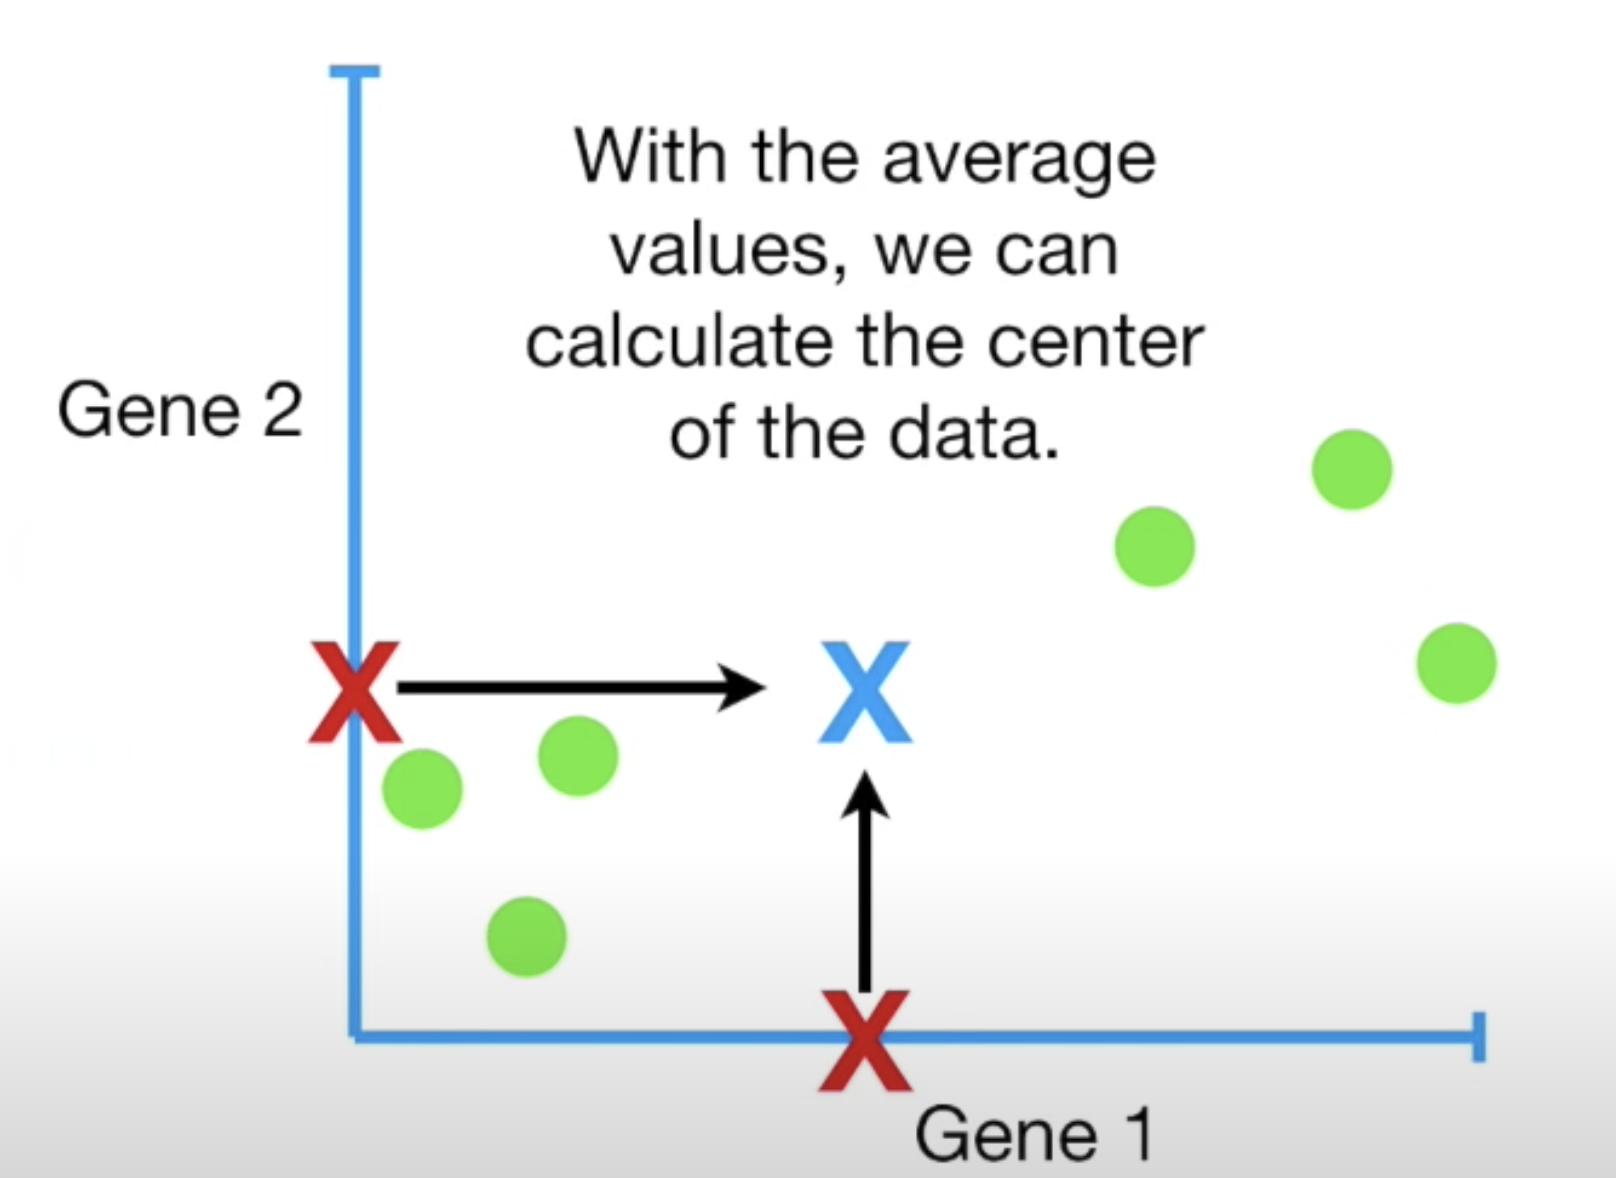 With the average
values, we can
calculate the center
of the data.
Gene 2
X
X
X
Gene 1